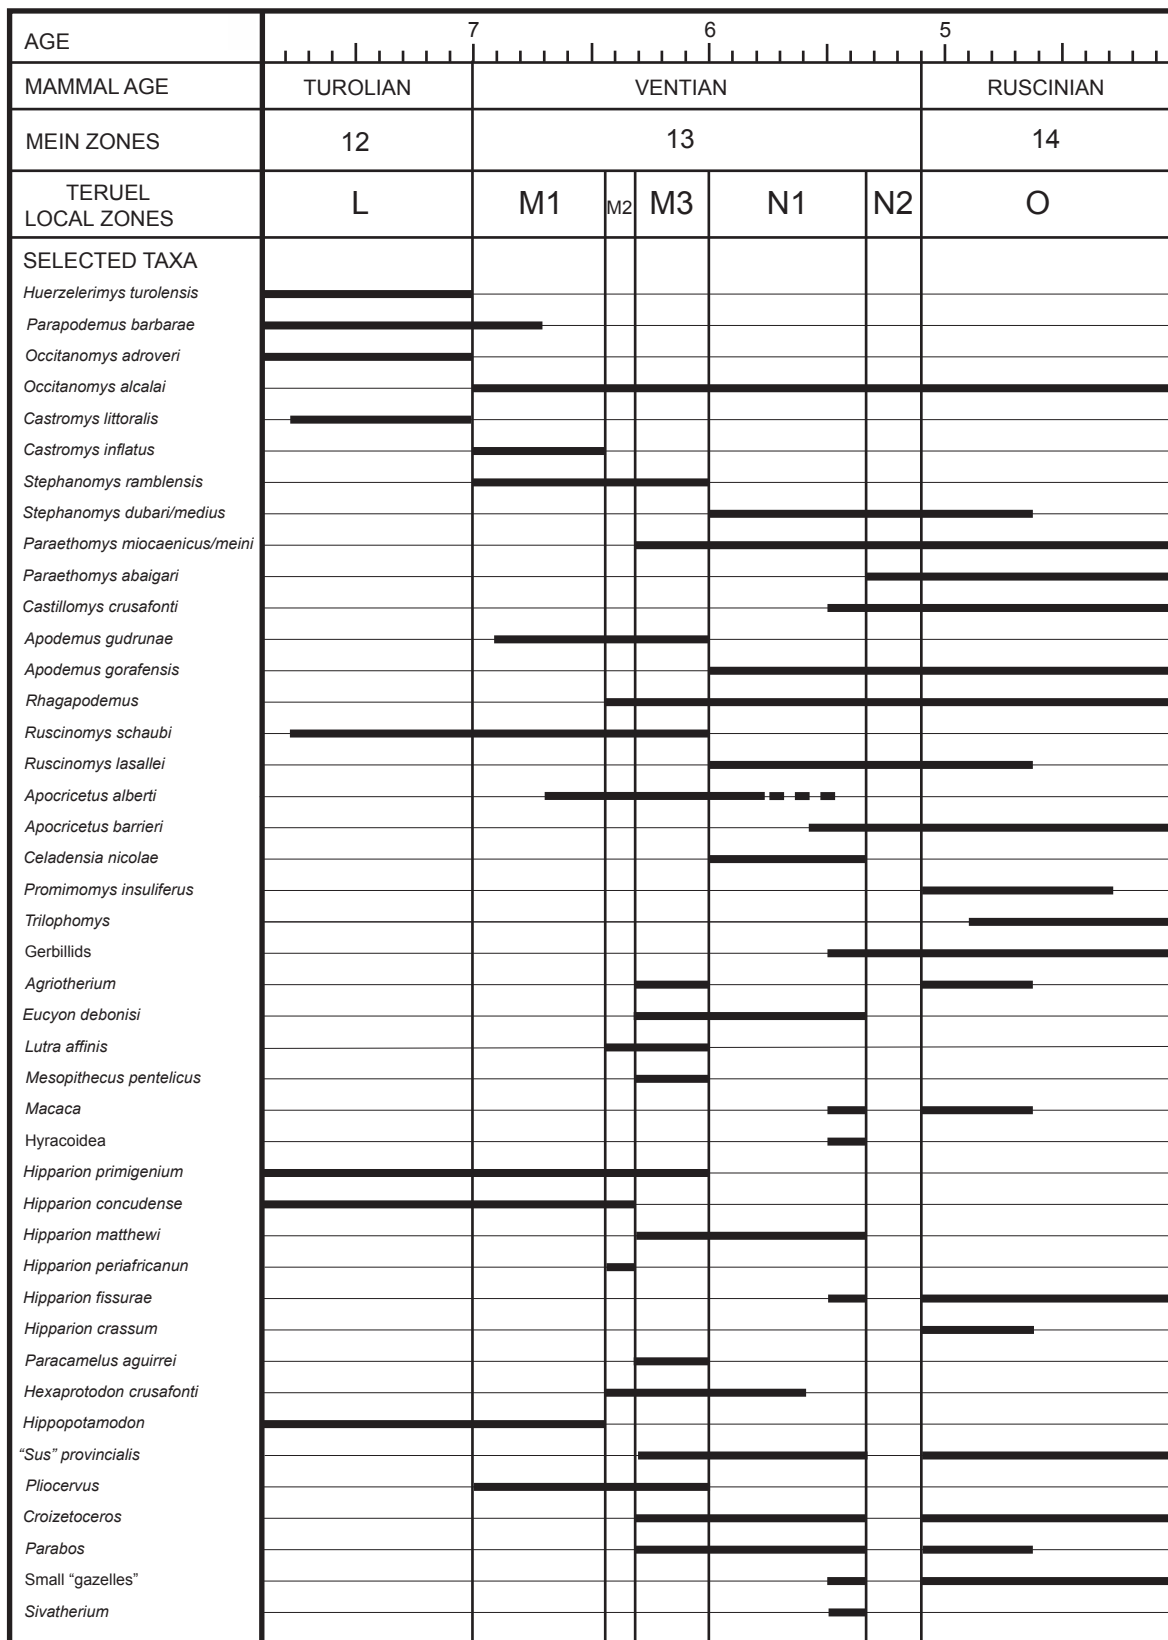 AGE 7 6 5
MAMMAL AGE TUROLIAN VENTIAN RUSCINIAN
MEIN ZONES 12 13 14
TERUEL
LOCAL ZONES L M1 M2 M3 N1 N2 O
SELECTED TAXA
Huerzelerimys turolensis
Parapodemus barbarae
Occitanomys adroveri
Occitanomys alcalai
Castromys littoralis
Castromys inflatus
Stephanomys ramblensis
Stephanomys dubari/medius
Paraethomys miocaenicus/meini
Paraethomys abaigari
Castillomys crusafonti
Apodemus gudrunae
Apodemus gorafensis
Rhagapodemus
Ruscinomys schaubi
Ruscinomys lasallei
Apocricetus alberti
Apocricetus barrieri
Celadensia nicolae
Promimomys insuliferus
Trilophomys
Gerbillids
Agriotherium
Eucyon debonisi
Lutra affinis
Mesopithecus pentelicus
Macaca
Hyracoidea
Hipparion primigenium
Hipparion concudense
Hipparion matthewi
Hipparion periafricanun
Hipparion fissurae
Hipparion crassum
Paracamelus aguirrei
Hexaprotodon crusafonti
Hippopotamodon
“Sus” provincialis
Pliocervus
Croizetoceros
Parabos
Small “gazelles”
Sivatherium